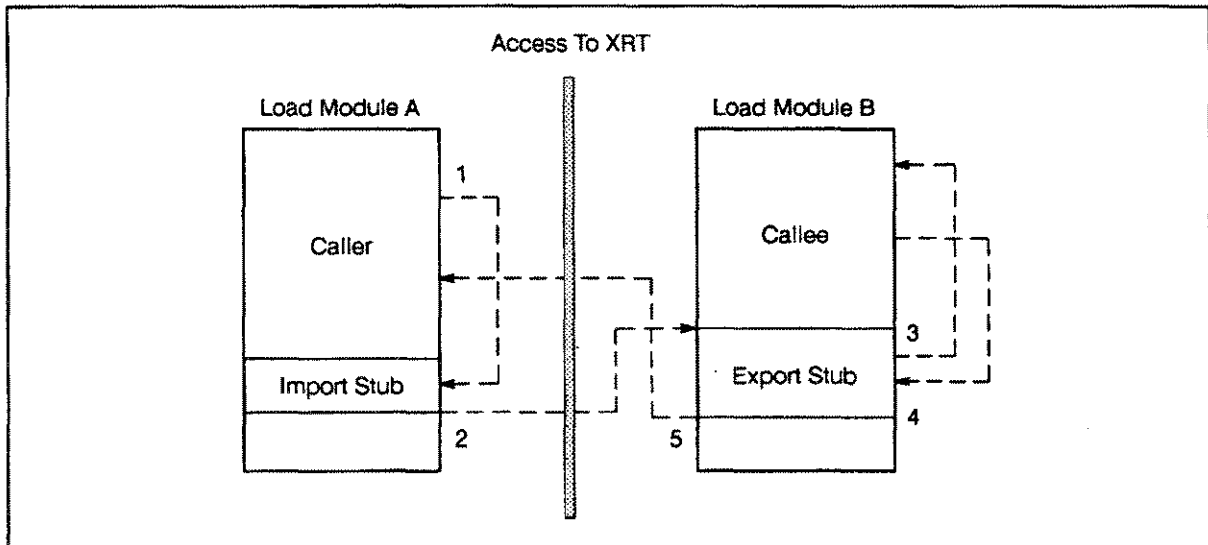 Access To XRT
Load Module A
Load Module B
1
Caller
Callee
3
Import Stub
Export Stub
2
5
4